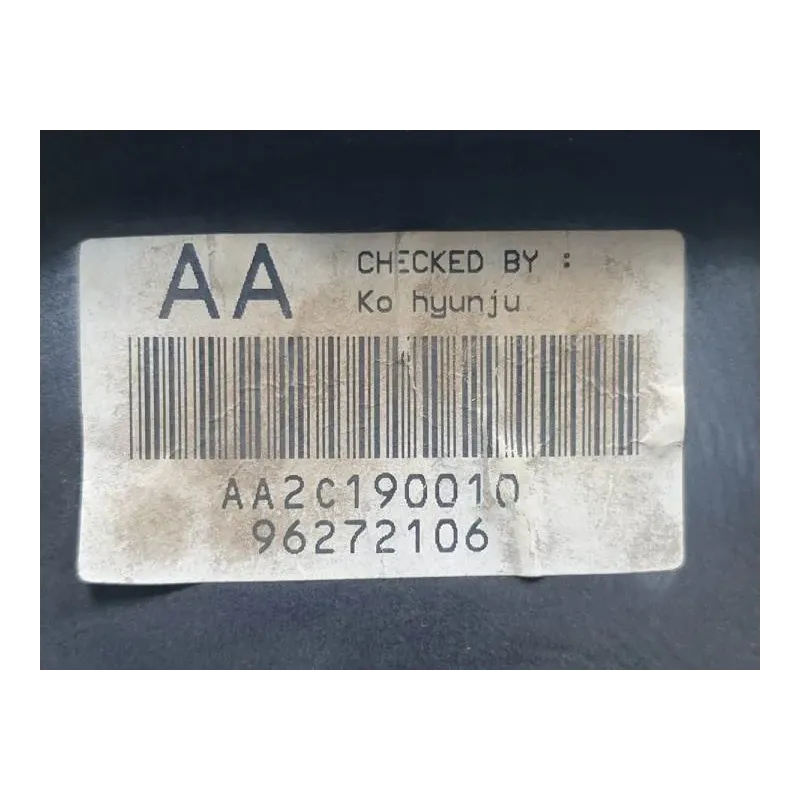 AA
CHECKED BY :
Ko hyunju
AA2C190010
96272106